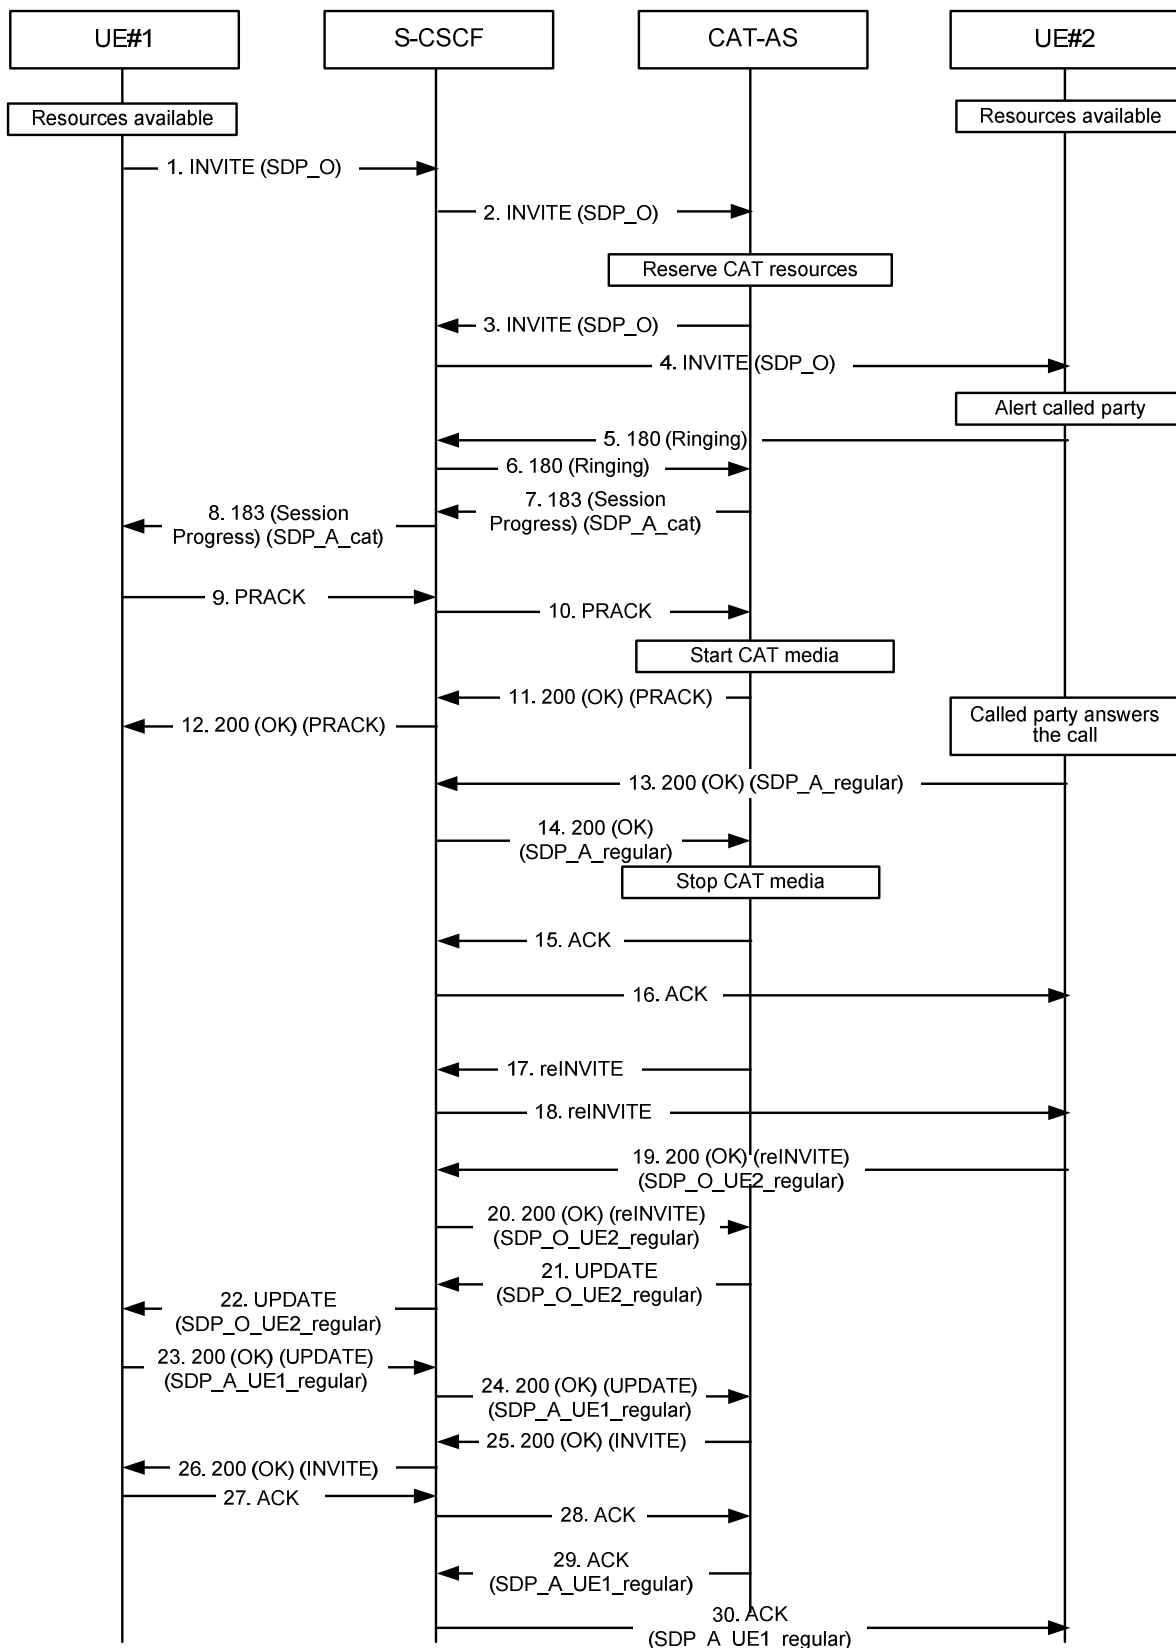 UE#1
S-CSCF
CAT-AS
UE#2
Resources available
Resources available
1. INVITE (SDP_O)
2. INVITE (SDP_O)
Reserve CAT resources
3. INVITE (SDP_O)
4. INVITE (SDP_O)
Alert called party
5. 180 (Ringing)
6. 180 (Ringing)
7. 183 (Session
Progress) (SDP_A_cat)
8. 183 (Session
Progress) (SDP_A_cat)
9. PRACK
10. PRACK
Start CAT media
11. 200 (OK) (PRACK)
12. 200 (OK) (PRACK)
Called party answers
the call
13. 200 (OK) (SDP_A_regular)
14. 200 (OK)
(SDP_A_regular)
Stop CAT media
15. ACK
16. ACK
17. reINVITE
18. reINVITE
19. 200 (OK) (reINVITE)
(SDP_O_UE2_regular)
20. 200 (OK) (reINVITE)
(SDP_O_UE2_regular)
21. UPDATE
(SDP_O_UE2_regular)
22. UPDATE
(SDP_O_UE2_regular)
23. 200 (OK) (UPDATE)
(SDP_A_UE1_regular)
24. 200 (OK) (UPDATE)
(SDP_A_UE1_regular)
25. 200 (OK) (INVITE)
26. 200 (OK) (INVITE)
27. ACK
28. ACK
29. ACK
(SDP_A_UE1_regular)
30. ACK
(SDP_A_UE1_regular)